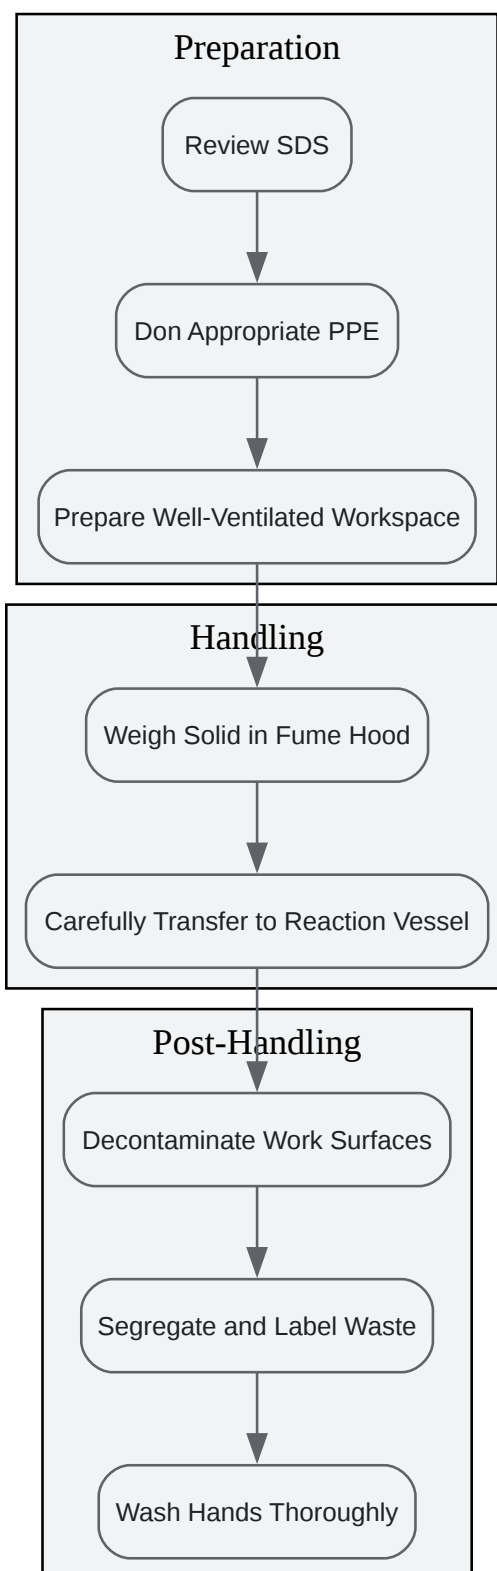 Preparation
Review SDS
Don Appropriate PPE
Prepare Well-Ventilated Workspace
Handling
Weigh Solid in Fume Hood
Carefully Transfer to Reaction Vessel
Post-Handling
Decontaminate Work Surfaces
Segregate and Label Waste
Wash Hands Thoroughly